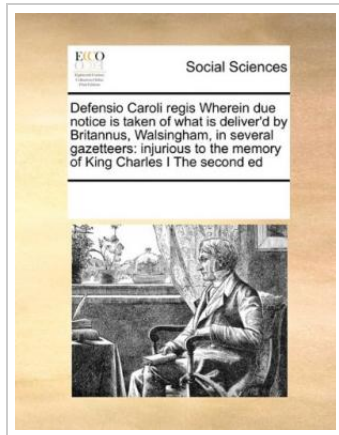 ECCO
Social Sciences
Defensio Caroli regis Wherein due
notice is taken of what is deliver'd by
Britannus, Walsingham, in several
gazetteers: injurious to the memory
of King Charles I The second ed